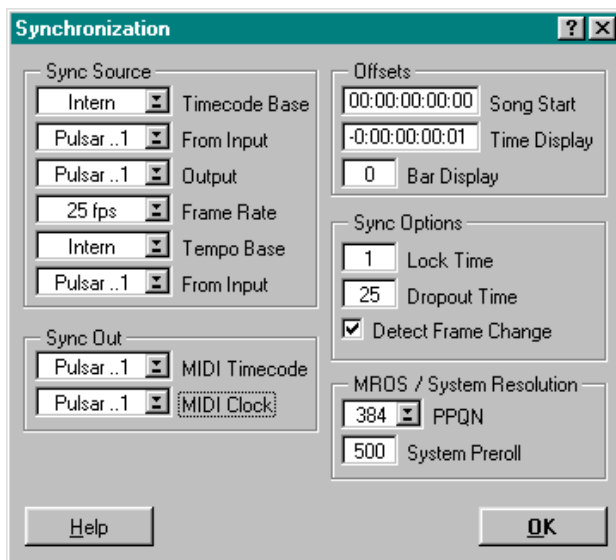 Synchronization
Sync Source
Intern Timecode Base
Pulsar ..1 From Input
Pulsar ..1 Output
25 fps Frame Rate
Intern Tempo Base
Pulsar ..1 From Input
Sync Out
Pulsar ..1 MIDI Timecode
Pulsar ..1 MIDI Clock
Offsets
00:00:00:00:00 Song Start
-0:00:00:00:01 Time Display
0 Bar Display
Sync Options
1 Lock Time
25 Dropout Time
Detect Frame Change
MROS / System Resolution
384 PPQN
500 System Preroll
Help
OK